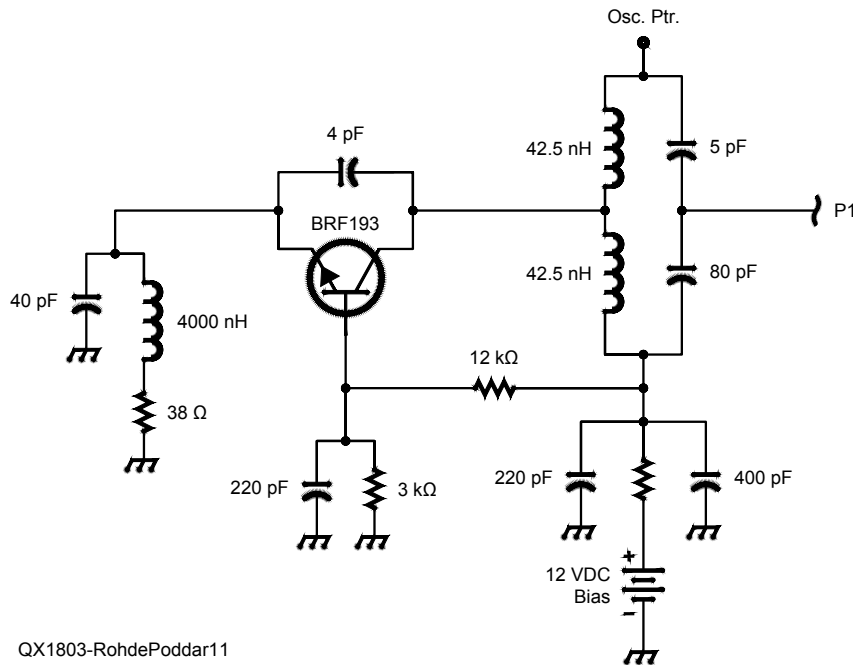 Osc. Ptr.
4 pF
42.5 nH
5 pF
BRF193
P1
42.5 nH
80 pF
40 pF
4000 nH
12 kΩ
38 Ω
220 pF
3 kΩ
220 pF
400 pF
+
12 VDC
Bias
–
QX1803-RohdePoddar11